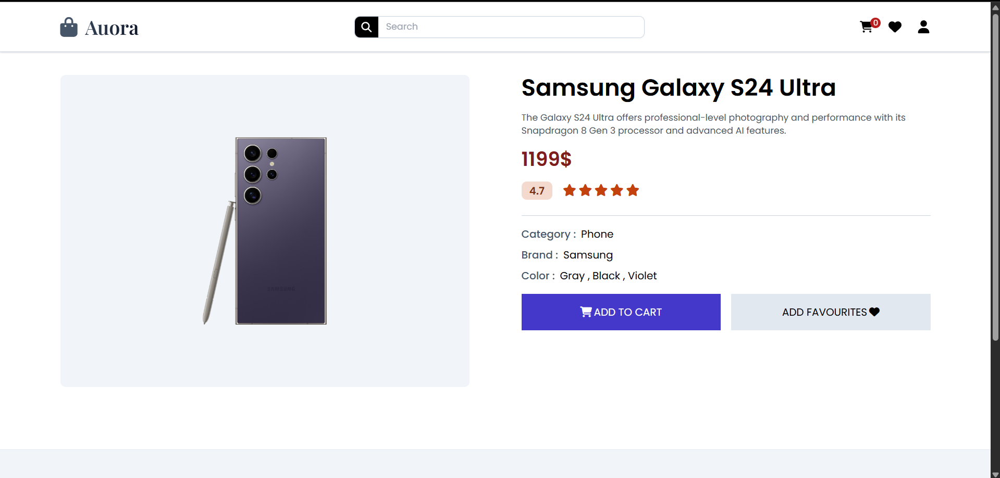 Auora
Search
0
Samsung Galaxy S24 Ultra
The Galaxy S24 Ultra offers professional-level photography and performance with its
Snapdragon 8 Gen 3 processor and advanced AI features.
1199$
4.7
Category : Phone
Brand : Samsung
Color : Gray , Black , Violet
SAMSUNG
ADD TO CART
ADD FAVOURITES